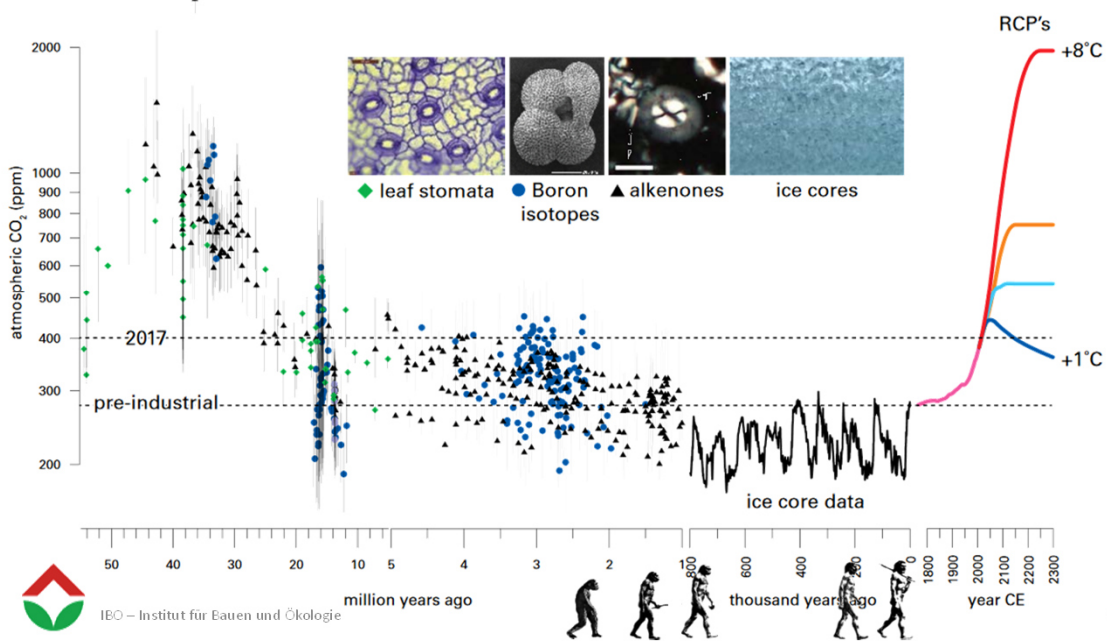 RCP's
2000
+8°C
1000
900
800
700
600
500
400
300
200
atmospheric CO2 (ppm)
leaf stomata
Boron
isotopes
alkenones
ice cores
2017
pre-industrial
+1°C
ice core data
50
40
30
20
10
5
4
3
2
1
800
600
400
200
0
1800
1900
2000
2100
2200
2300
million years ago
thousand years ago
year CE
IBO – Institut für Bauen und Ökologie